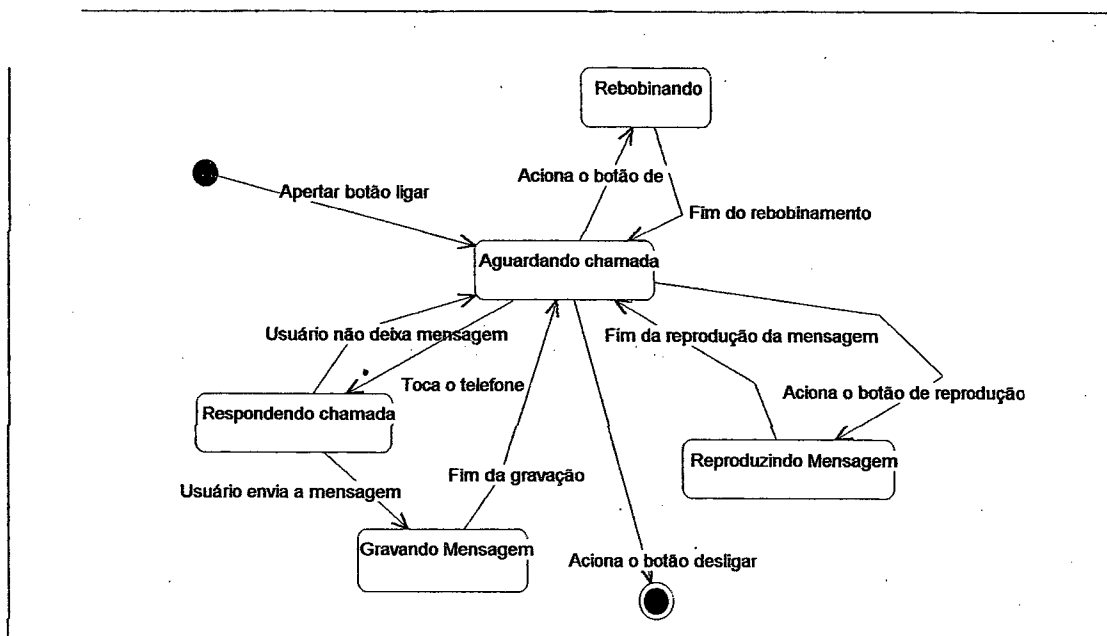 Rebobinando
Apertar botão ligar
Aciona o botão de
Fim do rebobinamento
Aguardando chamada
Usuário não deixa mensagem
Fim da reprodução da mensagem
Toca o telefone
Aciona o botão de reprodução
Respondendo chamada
Reproduzindo Mensagem
Usuário envia a mensagem
Fim da gravação
Gravando Mensagem
Aciona o botão desligar